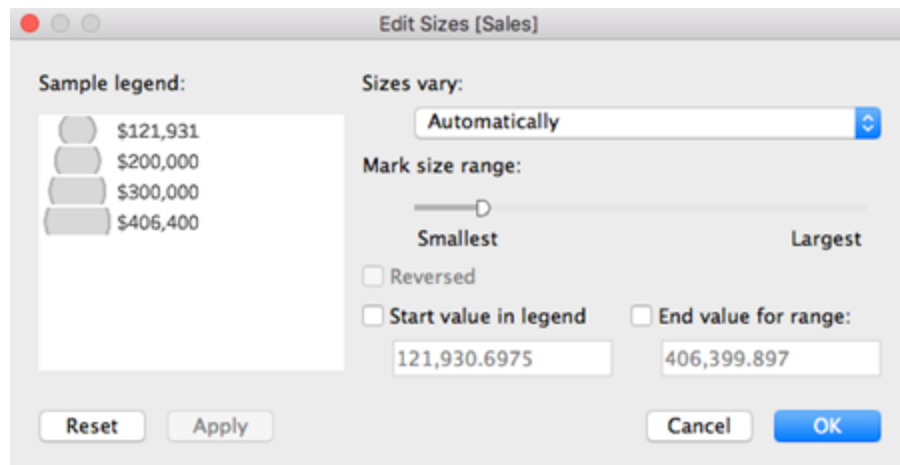 Edit Sizes [Sales]
Sample legend:
$121,931
$200,000
$300,000
$406,400
Sizes vary:
Automatically
Mark size range:
Smallest Largest
Reversed
Start value in legend End value for range:
121,930.6975 406,399.897
Reset Apply Cancel OK